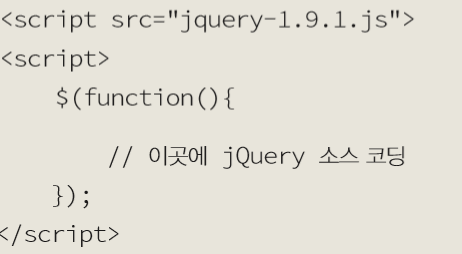 <script src="jquery-1.9.1.js">
<script>
$(function(){
// 이곳에 jQuery 소스 코딩
});
</script>